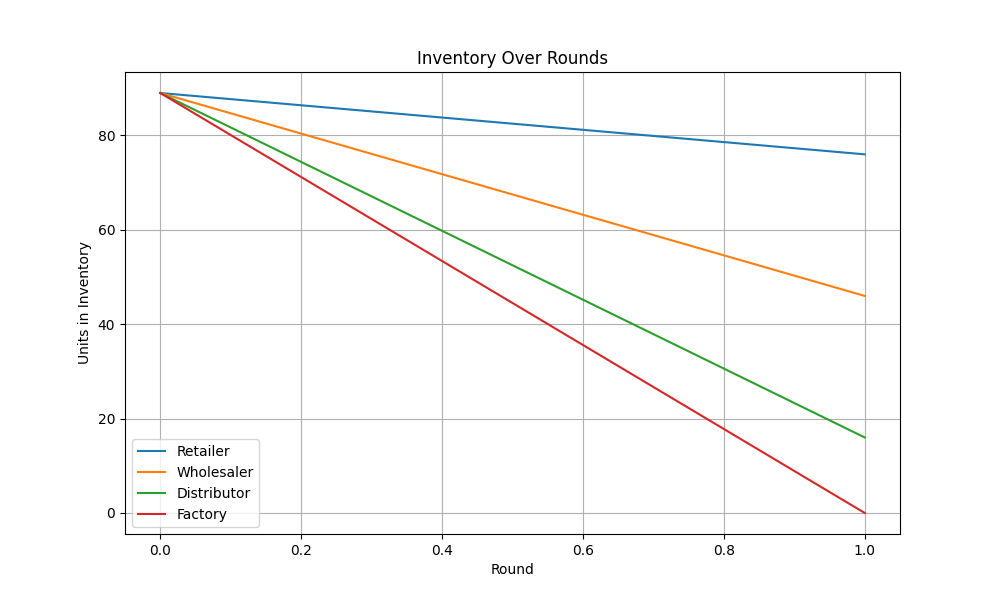 Inventory Over Rounds
Units in Inventory
80
60
40
20
0
Retailer
Wholesaler
Distributor
Factory
0.0 0.2 0.4 0.6 0.8 1.0
Round